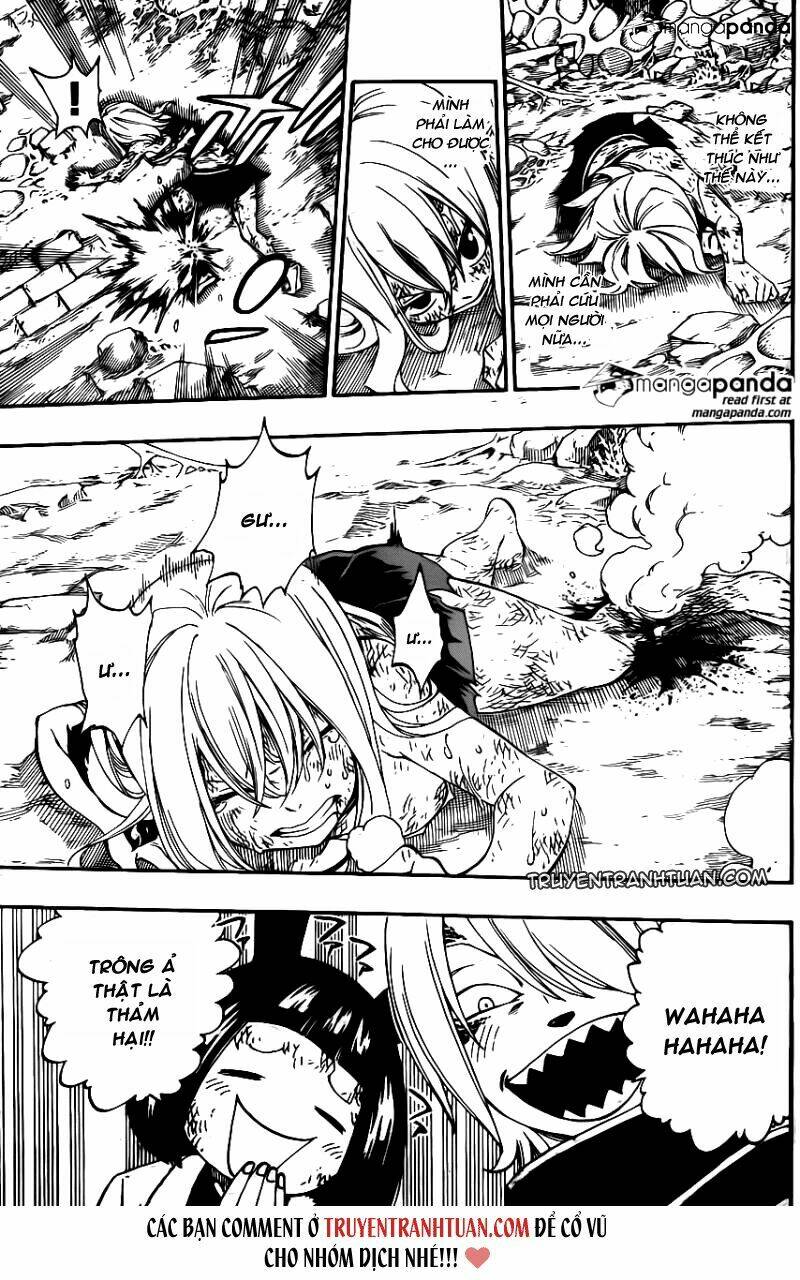 mangapanda
KHÔNG
THỂ KẾT
THÚC NHƯ
THẾ NÀY...
MÌNH CẦN
PHẢI CỨU
MỌI NGƯỜI
NỮA...
mangapanda
read first at
mangapanda.com
MÌNH
PHẢI LÀM
CHO ĐƯỢC
...
!
GƯ...
Ư...
Ư...
TRUYENTRANHTUAN.COM
WAHAHA
HAHAHA!
TRÔNG Ả
THẬT LÀ
THẢM
HẠI!!
CÁC BẠN COMMENT Ở TRUYENTRANHTUAN.COM ĐỂ CỔ VŨ
CHO NHÓM DỊCH NHÉ!!! ❤